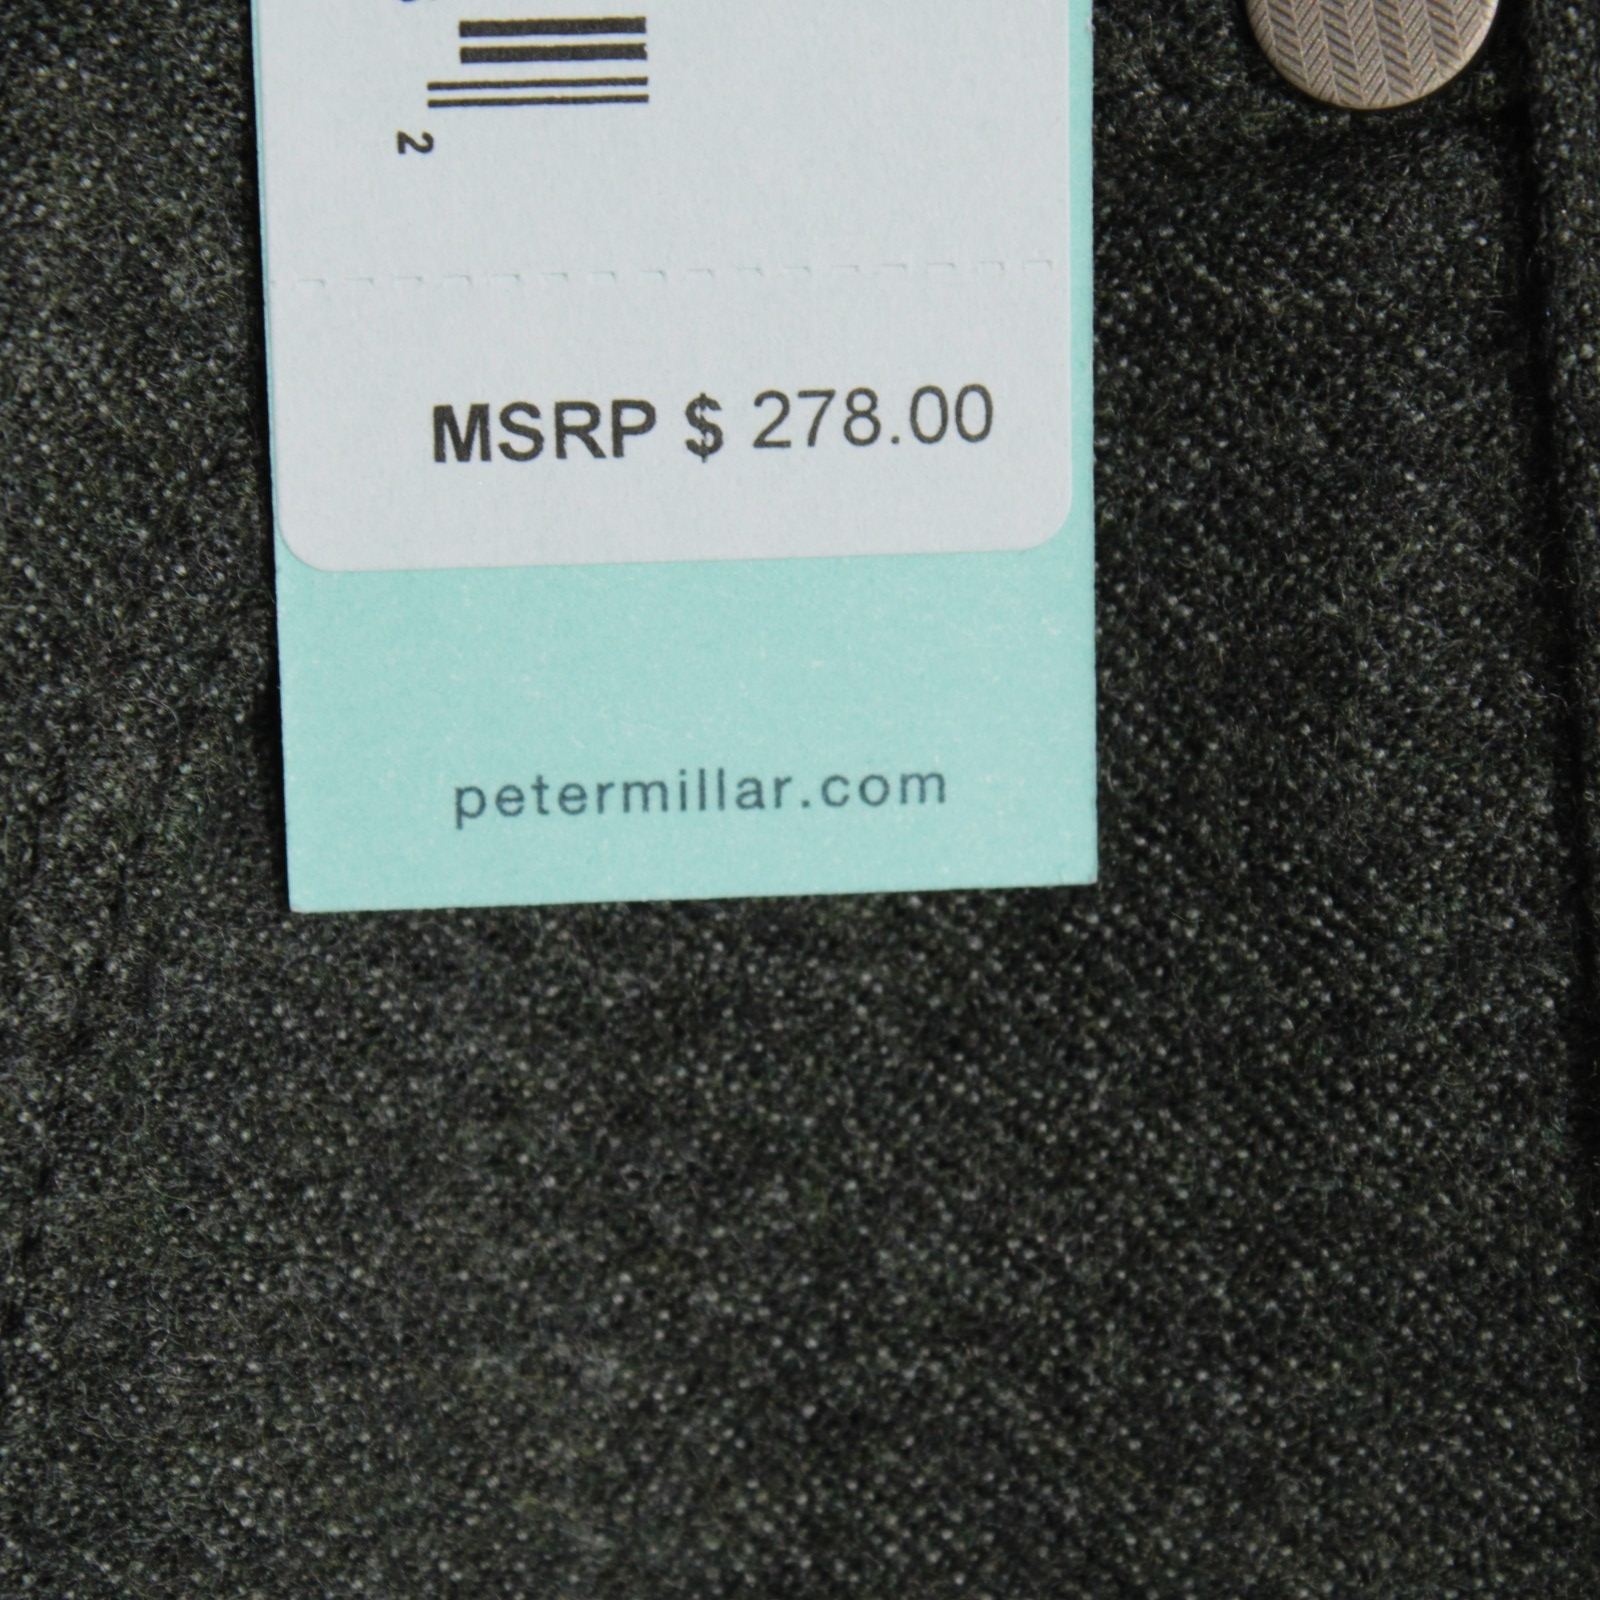 2
MSRP $ 278.00
petermillar.com